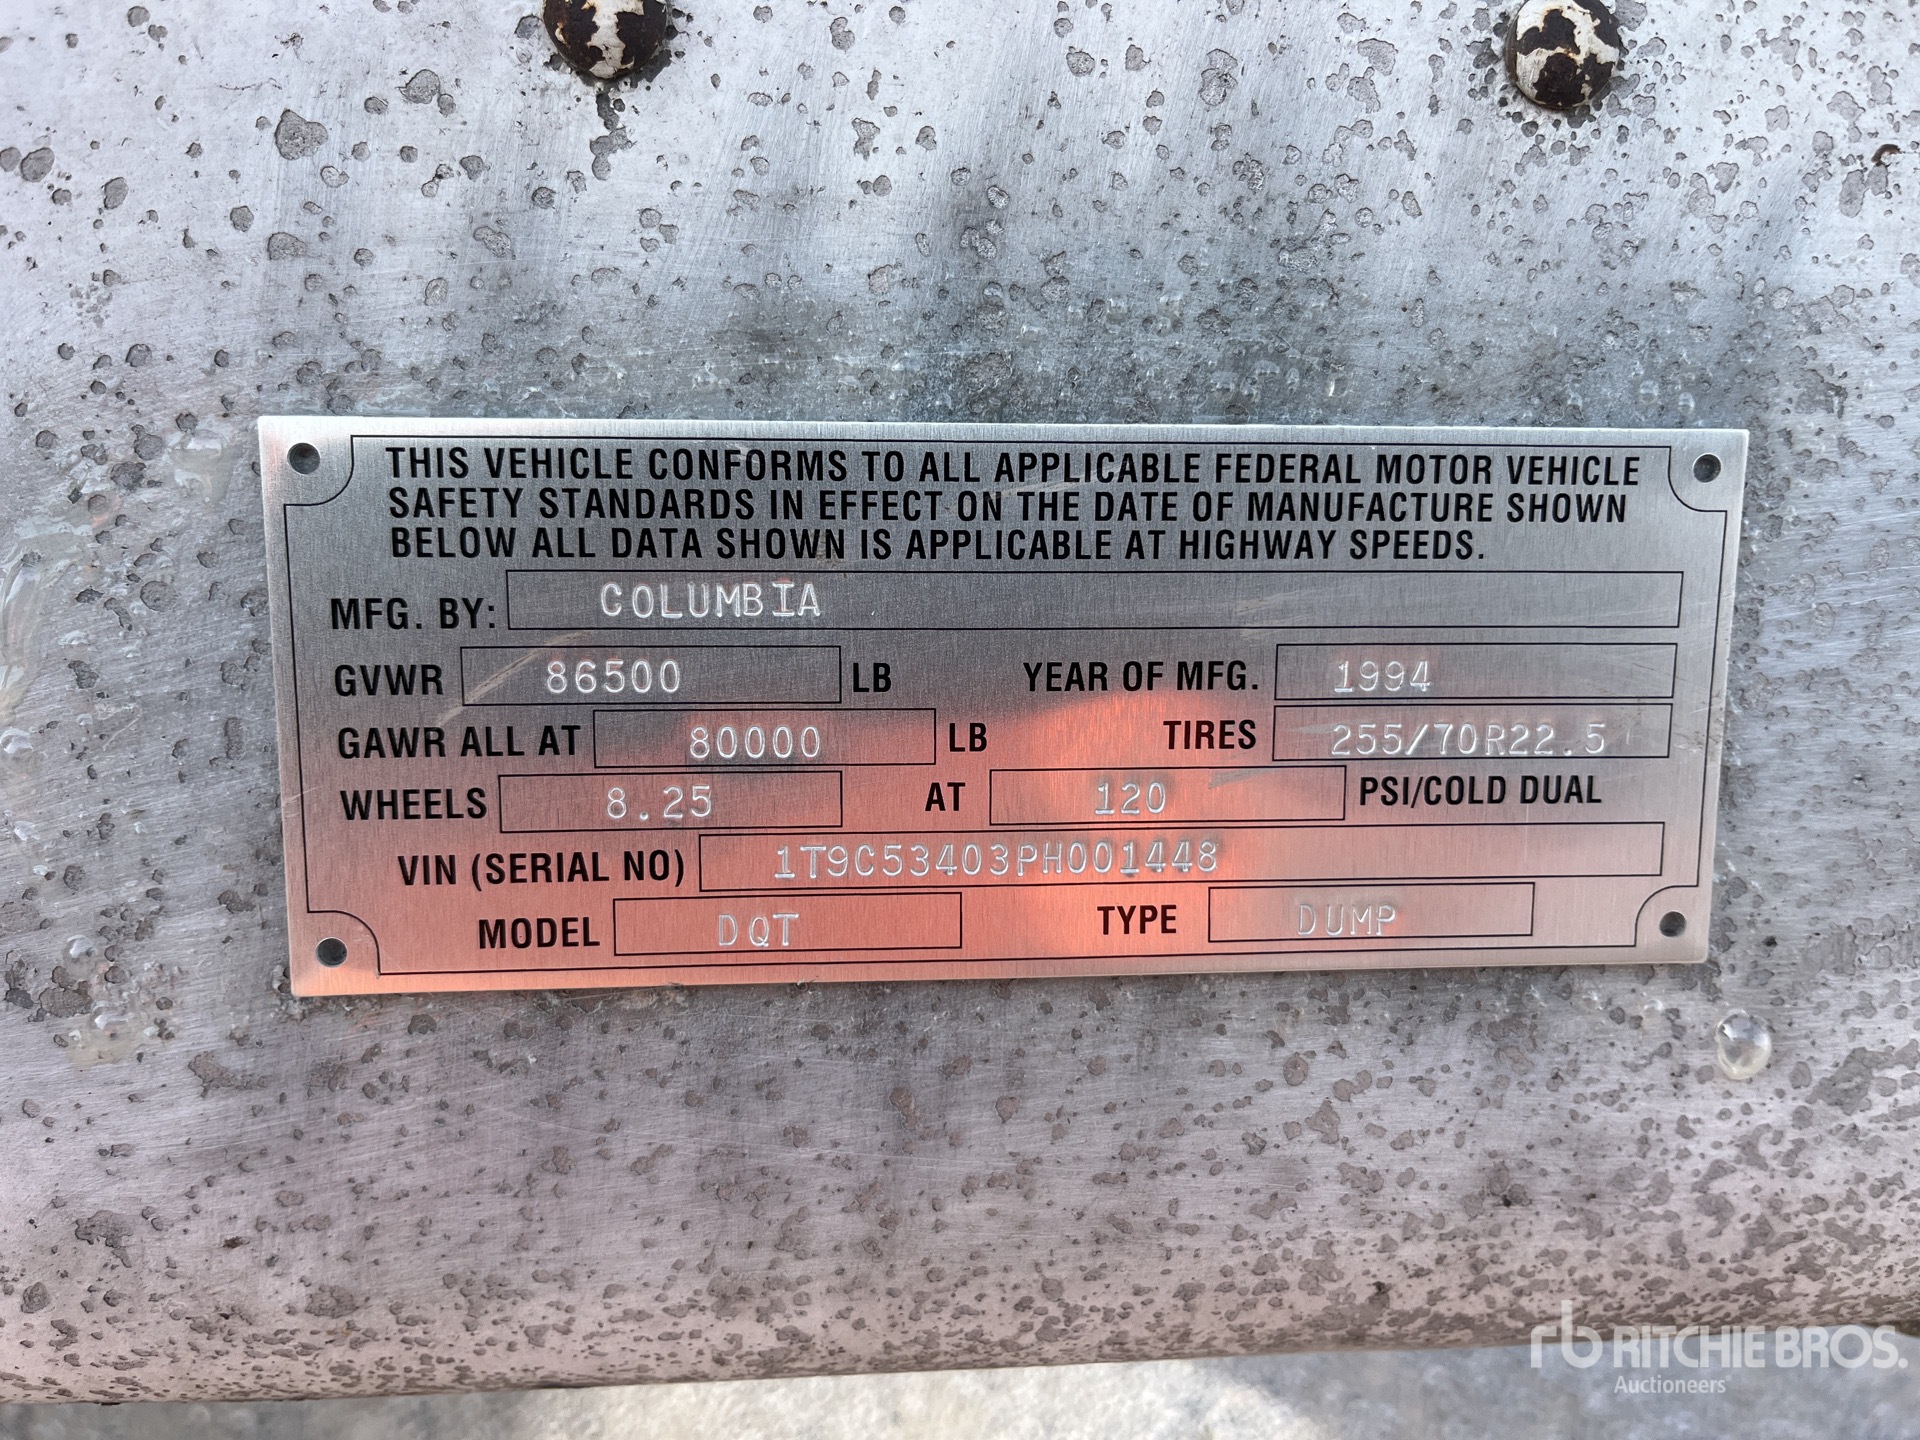 THIS VEHICLE CONFORMS TO ALL APPLICABLE FEDERAL MOTOR VEHICLE
SAFETY STANDARDS IN EFFECT ON THE DATE OF MANUFACTURE SHOWN
BELOW ALL DATA SHOWN IS APPLICABLE AT HIGHWAY SPEEDS.
MFG. BY: COLUMBIA
GVWR 86500 LB YEAR OF MFG. 1994
GAWR ALL AT 80000 LB TIRES 255/70R22.5
WHEELS 8.25 AT 120 PSI/COLD DUAL
VIN (SERIAL NO) 1T9C53403PH001448
MODEL DQT TYPE DUMP
rb RITCHIE BROS.
Auctioneers